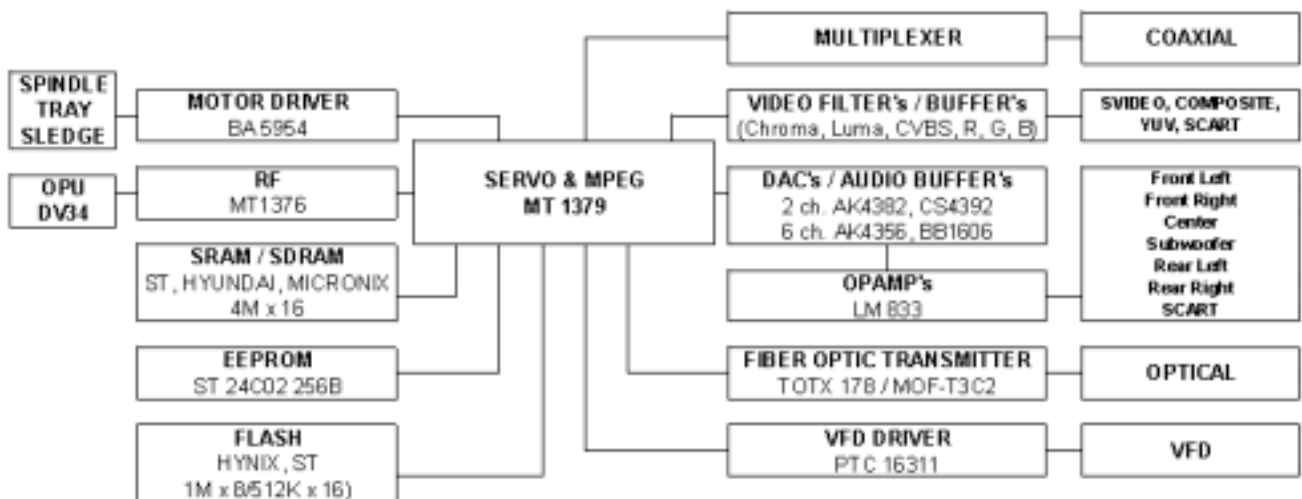 MULTIPLEXER
COAXIAL
SPINDLE
TRAY
SLEDGE
MOTOR DRIVER
BA 5954
VIDEO FILTER's / BUFFER's
(Chroma, Luma, CVBS, R, G, B)
SVIDEO, COMPOSITE,
YUV, SCART
OPU
DV34
RF
MT1376
SERVO & MPEG
MT 1379
DAC's / AUDIO BUFFER's
2 ch. AK4382, CS4392
6 ch. AK4356, BB1606
Front Left
Front Right
Center
Subwoofer
Rear Left
Rear Right
SCART
SRAM / SDRAM
ST, HYUNDAI, MICRONIX
4M x 16
OPAMP's
LM 833
EEPROM
ST 24C02 256B
FIBER OPTIC TRANSMITTER
TOTX 178 / MOF-T3C2
OPTICAL
FLASH
HYNIX, ST
1M x 8/512K x 16)
VFD DRIVER
PTC 16311
VFD